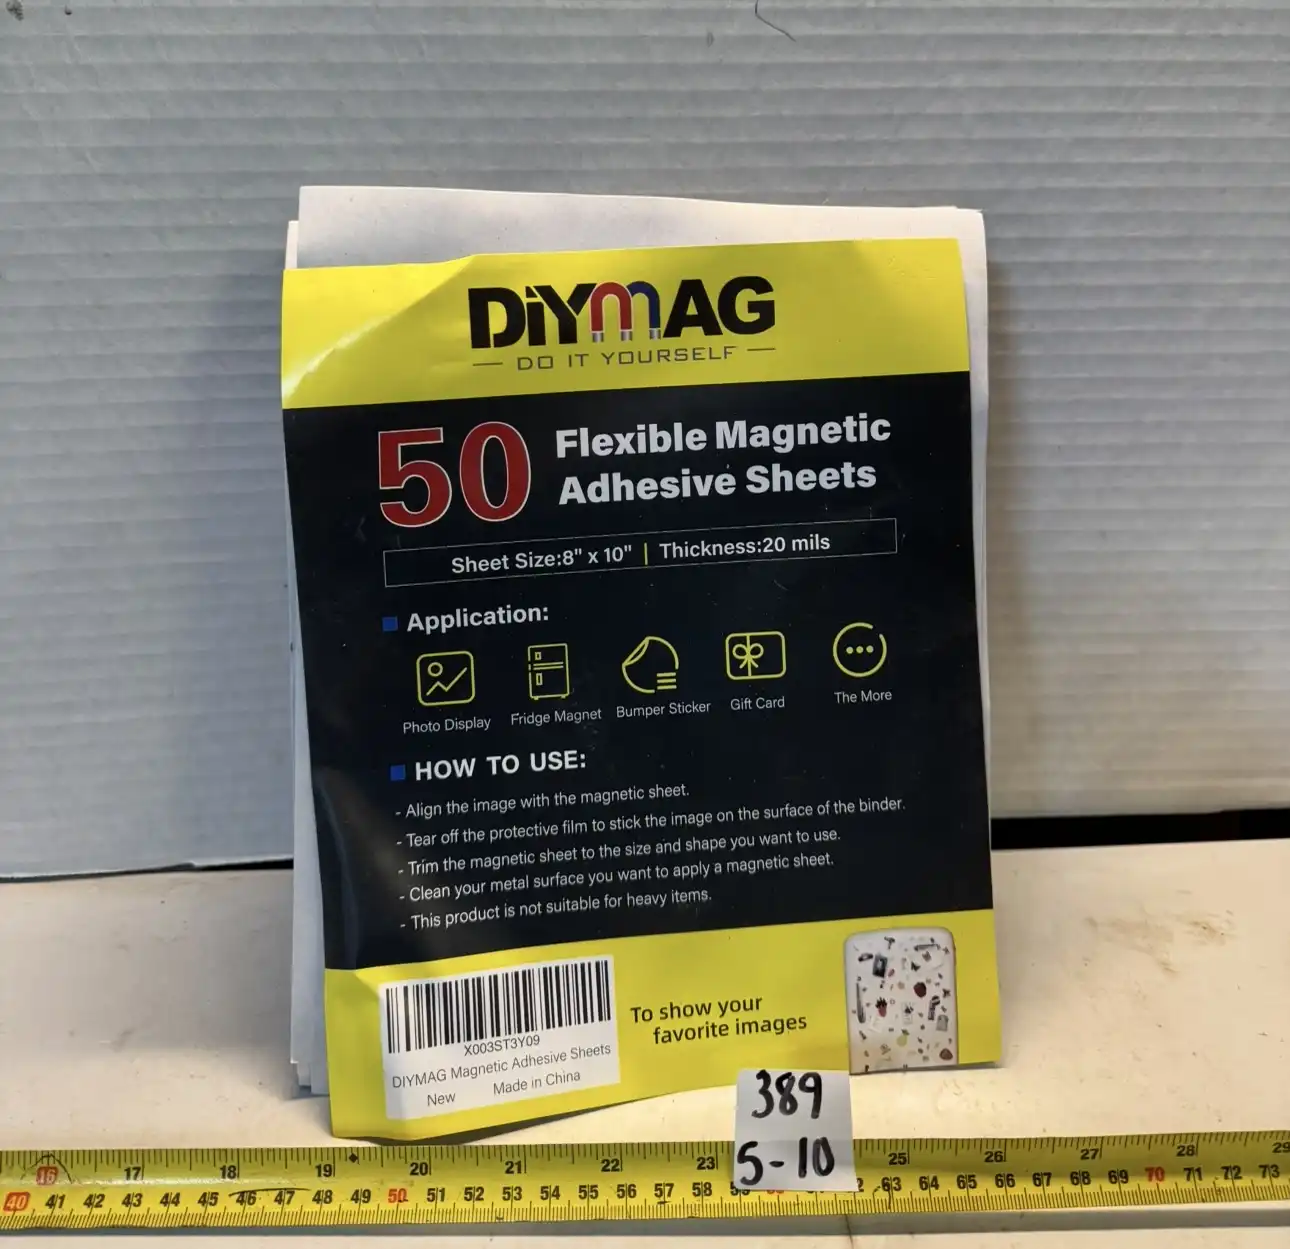 DiYMAG
DO IT YOURSELF
50 Flexible Magnetic
Adhesive Sheets
Sheet Size:8" x 10" | Thickness:20 mils
Application:
Photo Display Fridge Magnet Bumper Sticker Gift Card The More
HOW TO USE:
- Align the image with the magnetic sheet.
- Tear off the protective film to stick the image on the surface of the binder.
- Trim the magnetic sheet to the size and shape you want to use.
- Clean your metal surface you want to apply a magnetic sheet.
- This product is not suitable for heavy items.
X003ST3Y09
DIYMAG Magnetic Adhesive Sheets
New Made in China
To show your
favorite images
389
5-10
16 17 18 19 20 21 22 23 25 26 27 28 29
40 41 42 43 44 45 46 47 48 49 50 51 52 53 54 55 56 57 58 63 64 65 66 67 68 69 70 71 72 73